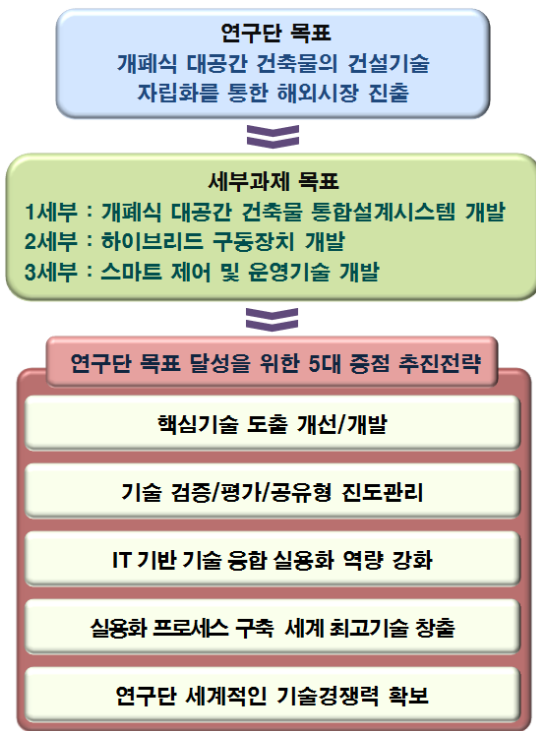 연구단 목표
개폐식 대공간 건축물의 건설기술
자립화를 통한 해외시장 진출
세부과제 목표
1세부 : 개폐식 대공간 건축물 통합설계시스템 개발
2세부 : 하이브리드 구동장치 개발
3세부 : 스마트 제어 및 운영기술 개발
연구단 목표 달성을 위한 5대 중점 추진전략
핵심기술 도출 개선/개발
기술 검증/평가/공유형 진도관리
IT 기반 기술 융합 실용화 역량 강화
실용화 프로세스 구축 세계 최고기술 창출
연구단 세계적인 기술경쟁력 확보